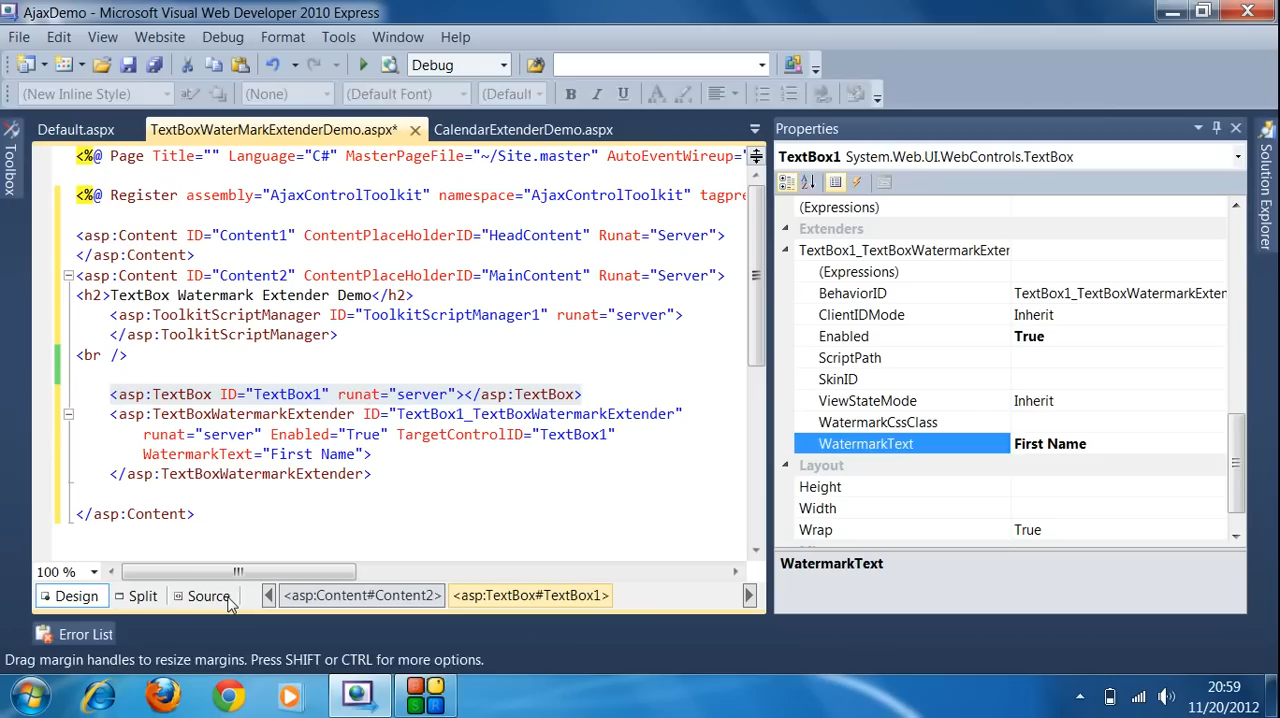 AjaxDemo - Microsoft Visual Web Developer 2010 Express
File Edit View Website Debug Format Tools Window Help
Debug
(New Inline Style) (None) (Default Font) (Default B I U A
Default.aspx TextBoxWaterMarkExtenderDemo.aspx* CalendarExtenderDemo.aspx
Toolbox
<%@ Page Title="" Language="C#" MasterPageFile="~/Site.master" AutoEventWireup="
<%@ Register assembly="AjaxControlToolkit" namespace="AjaxControlToolkit" tagpre
<asp:Content ID="Content1" ContentPlaceHolderID="HeadContent" Runat="Server">
</asp:Content>
<asp:Content ID="Content2" ContentPlaceHolderID="MainContent" Runat="Server">
<h2>TextBox Watermark Extender Demo</h2>
<asp:ToolkitScriptManager ID="ToolkitScriptManager1" runat="server">
</asp:ToolkitScriptManager>
<br />
<asp:TextBox ID="TextBox1" runat="server"></asp:TextBox>
<asp:TextBoxWatermarkExtender ID="TextBox1_TextBoxWatermarkExtender"
runat="server" Enabled="True" TargetControlID="TextBox1"
WatermarkText="First Name">
</asp:TextBoxWatermarkExtender>
</asp:Content>
100 %
Design Split Source <asp:Content#Content2> <asp:TextBox#TextBox1>
Properties
TextBox1 System.Web.UI.WebControls.TextBox
(Expressions)
Extenders
TextBox1_TextBoxWatermarkExter
(Expressions)
BehaviorID TextBox1_TextBoxWatermarkExten
ClientIDMode Inherit
Enabled True
ScriptPath
SkinID
ViewStateMode Inherit
WatermarkCssClass
WatermarkText First Name
Layout
Height
Width
Wrap True
WatermarkText
Solution Explorer
Error List
Drag margin handles to resize margins. Press SHIFT or CTRL for more options.
20:59
11/20/2012